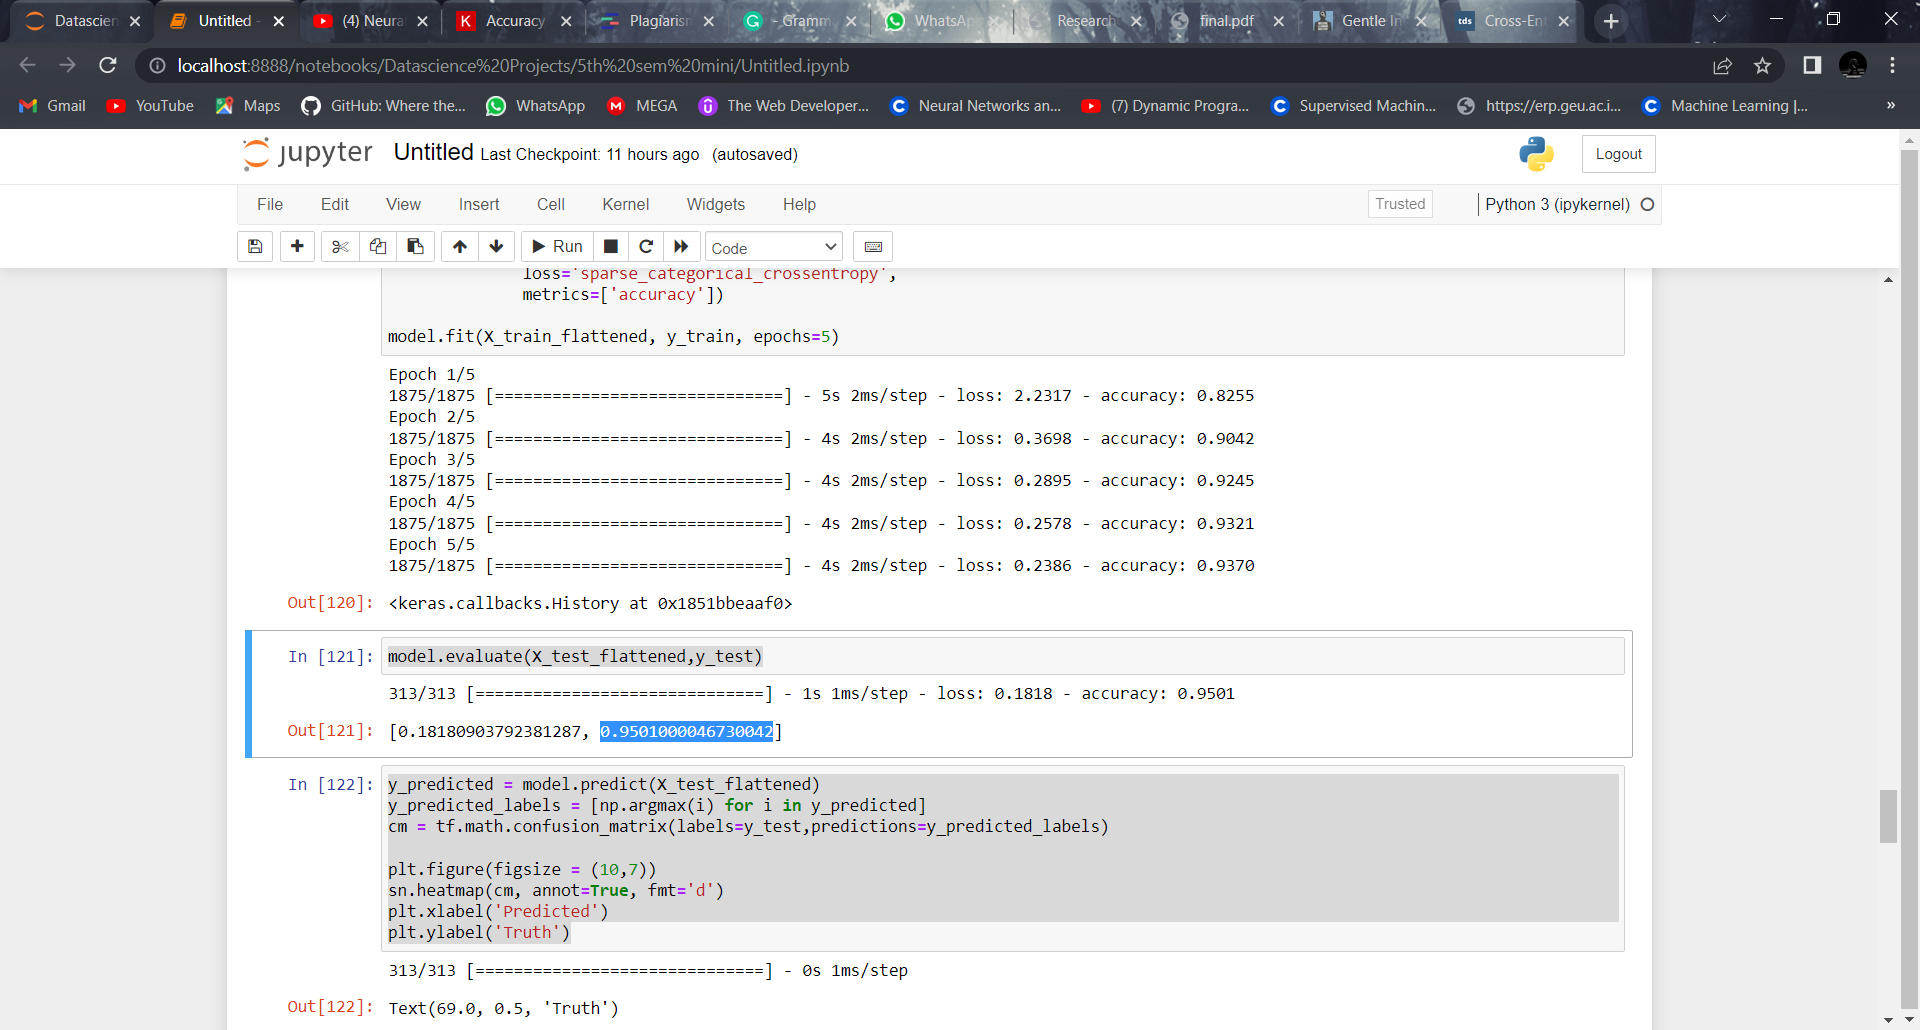 Datascien
Untitled -
(4) Neura
Accuracy
Plagiarism
- Gramm
WhatsAp
Research
final.pdf
Gentle In
tds Cross-En
localhost:8888/notebooks/Datascience%20Projects/5th%20sem%20mini/Untitled.ipynb
Gmail
YouTube
Maps
GitHub: Where the...
WhatsApp
MEGA
The Web Developer...
Neural Networks an...
(7) Dynamic Progra...
Supervised Machin...
https://erp.geu.ac.i...
Machine Learning |...
»
jupyter Untitled Last Checkpoint: 11 hours ago (autosaved)
Logout
File Edit View Insert Cell Kernel Widgets Help
Trusted
Python 3 (ipykernel)
Run
Code
loss='sparse_categorical_crossentropy',
metrics=['accuracy'])
model.fit(X_train_flattened, y_train, epochs=5)
Epoch 1/5
1875/1875 [==============================] - 5s 2ms/step - loss: 2.2317 - accuracy: 0.8255
Epoch 2/5
1875/1875 [==============================] - 4s 2ms/step - loss: 0.3698 - accuracy: 0.9042
Epoch 3/5
1875/1875 [==============================] - 4s 2ms/step - loss: 0.2895 - accuracy: 0.9245
Epoch 4/5
1875/1875 [==============================] - 4s 2ms/step - loss: 0.2578 - accuracy: 0.9321
Epoch 5/5
1875/1875 [==============================] - 4s 2ms/step - loss: 0.2386 - accuracy: 0.9370
Out[120]: <keras.callbacks.History at 0x1851bbeaaf0>
In [121]: model.evaluate(X_test_flattened,y_test)
313/313 [==============================] - 1s 1ms/step - loss: 0.1818 - accuracy: 0.9501
Out[121]: [0.18180903792381287, 0.9501000046730042]
In [122]: y_predicted = model.predict(X_test_flattened)
y_predicted_labels = [np.argmax(i) for i in y_predicted]
cm = tf.math.confusion_matrix(labels=y_test,predictions=y_predicted_labels)
plt.figure(figsize = (10,7))
sn.heatmap(cm, annot=True, fmt='d')
plt.xlabel('Predicted')
plt.ylabel('Truth')
313/313 [==============================] - 0s 1ms/step
Out[122]: Text(69.0, 0.5, 'Truth')